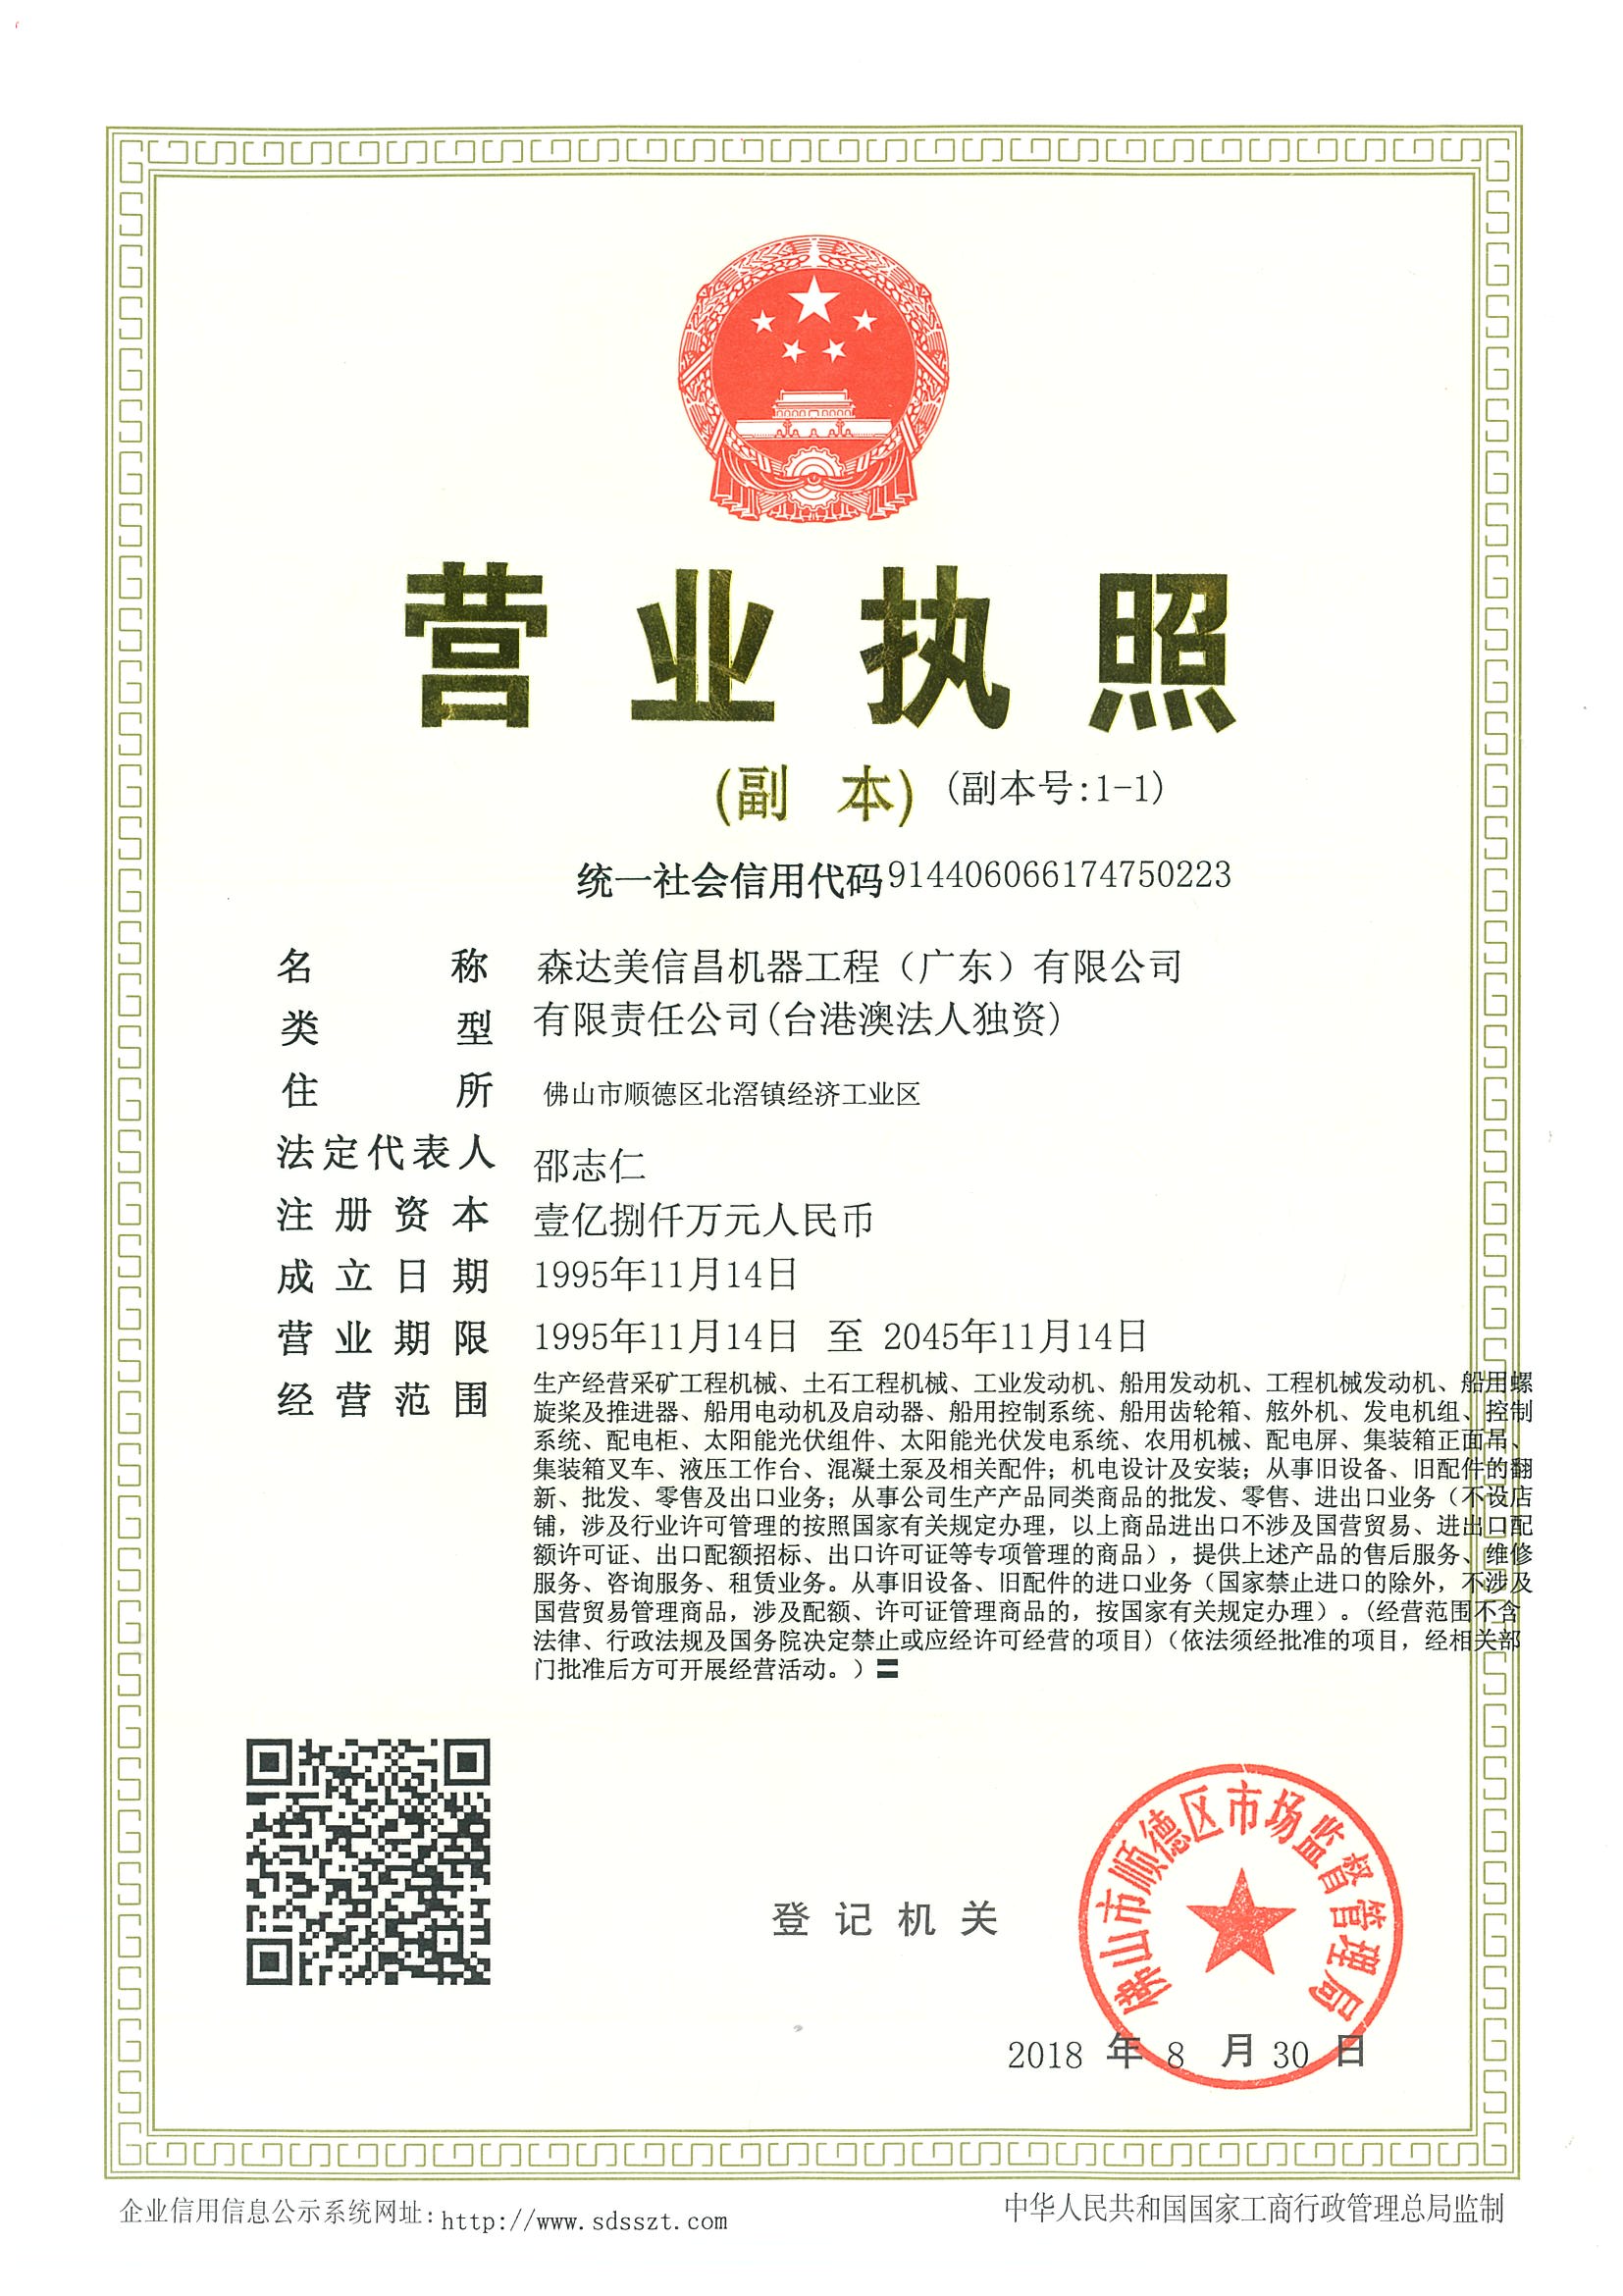 营业执照
(副 本) (副本号:1-1)
统一社会信用代码914406066174750223
名 称 森达美信昌机器工程（广东）有限公司
类 型 有限责任公司(台港澳法人独资)
住 所 佛山市顺德区北滘镇经济工业区
法定代表人 邵志仁
注册资本 壹亿捌仟万元人民币
成立日期 1995年11月14日
营业期限 1995年11月14日 至 2045年11月14日
经营范围 生产经营采矿工程机械、土石工程机械、工业发动机、船用发动机、工程机械发动机、船用螺
旋桨及推进器、船用电动机及启动器、船用控制系统、船用齿轮箱、舷外机、发电机组、控制
系统、配电柜、太阳能光伏组件、太阳能光伏发电系统、农用机械、配电屏、集装箱正面吊、
集装箱叉车、液压工作台、混凝土泵及相关配件；机电设计及安装；从事旧设备、旧配件的翻
新、批发、零售及出口业务；从事公司生产产品同类商品的批发、零售、进出口业务（不设店
铺，涉及行业许可管理的按照国家有关规定办理，以上商品进出口不涉及国营贸易、进出口配
额许可证、出口配额招标、出口许可证等专项管理的商品），提供上述产品的售后服务、维修
服务、咨询服务、租赁业务。从事旧设备、旧配件的进口业务（国家禁止进口的除外，不涉及
国营贸易管理商品，涉及配额、许可证管理商品的，按国家有关规定办理）。(经营范围不含
法律、行政法规及国务院决定禁止或应经许可经营的项目)（依法须经批准的项目，经相关部
门批准后方可开展经营活动。）〓
佛山市顺德区市场监督管理局
登记机关
2018 年 8 月 30 日
企业信用信息公示系统网址:http://www.sdsszt.com
中华人民共和国国家工商行政管理总局监制